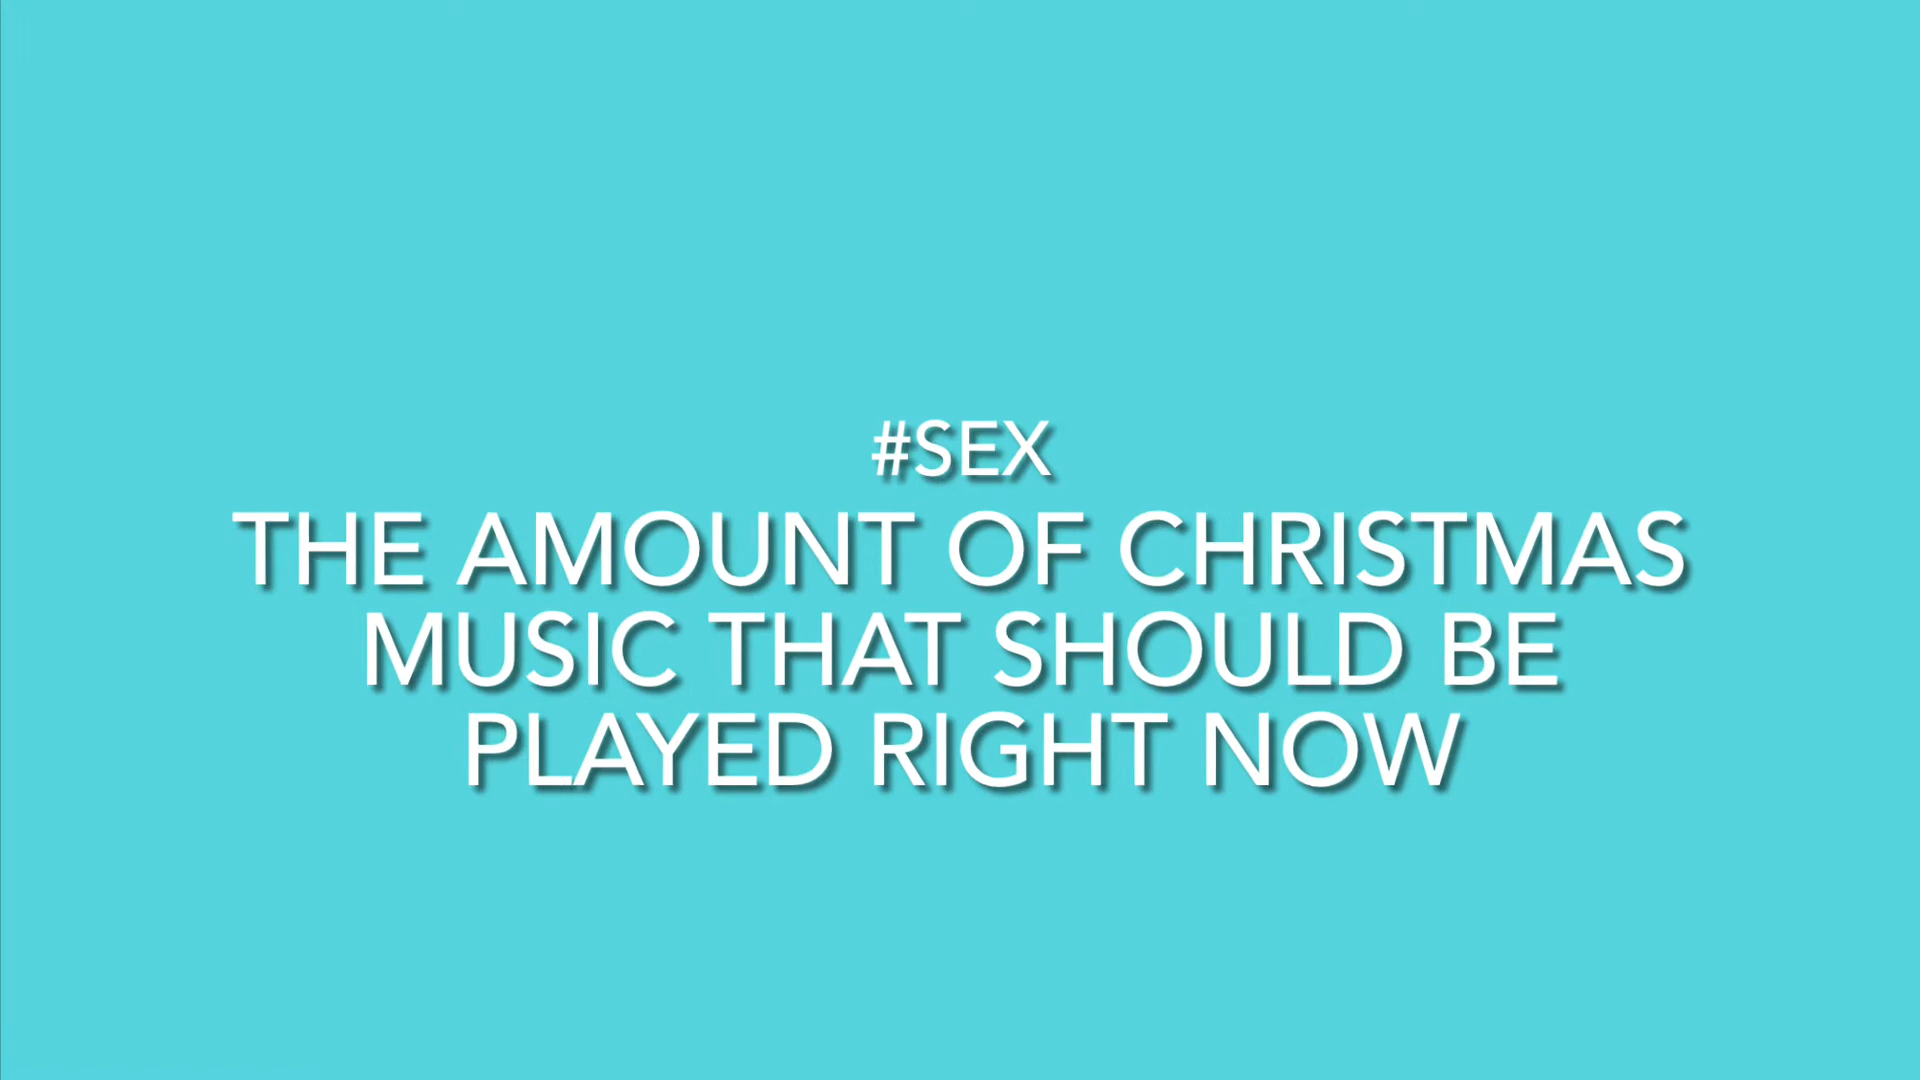 #SEX
THE AMOUNT OF CHRISTMAS
MUSIC THAT SHOULD BE
PLAYED RIGHT NOW